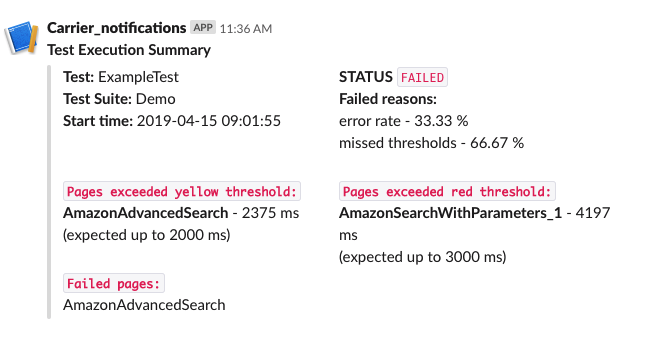 Carrier_notifications APP 11:36 AM
Test Execution Summary
Test: ExampleTest
Test Suite: Demo
Start time: 2019-04-15 09:01:55
STATUS FAILED
Failed reasons:
error rate - 33.33 %
missed thresholds - 66.67 %
Pages exceeded yellow threshold:
AmazonAdvancedSearch - 2375 ms
(expected up to 2000 ms)
Pages exceeded red threshold:
AmazonSearchWithParameters_1 - 4197
ms
(expected up to 3000 ms)
Failed pages:
AmazonAdvancedSearch